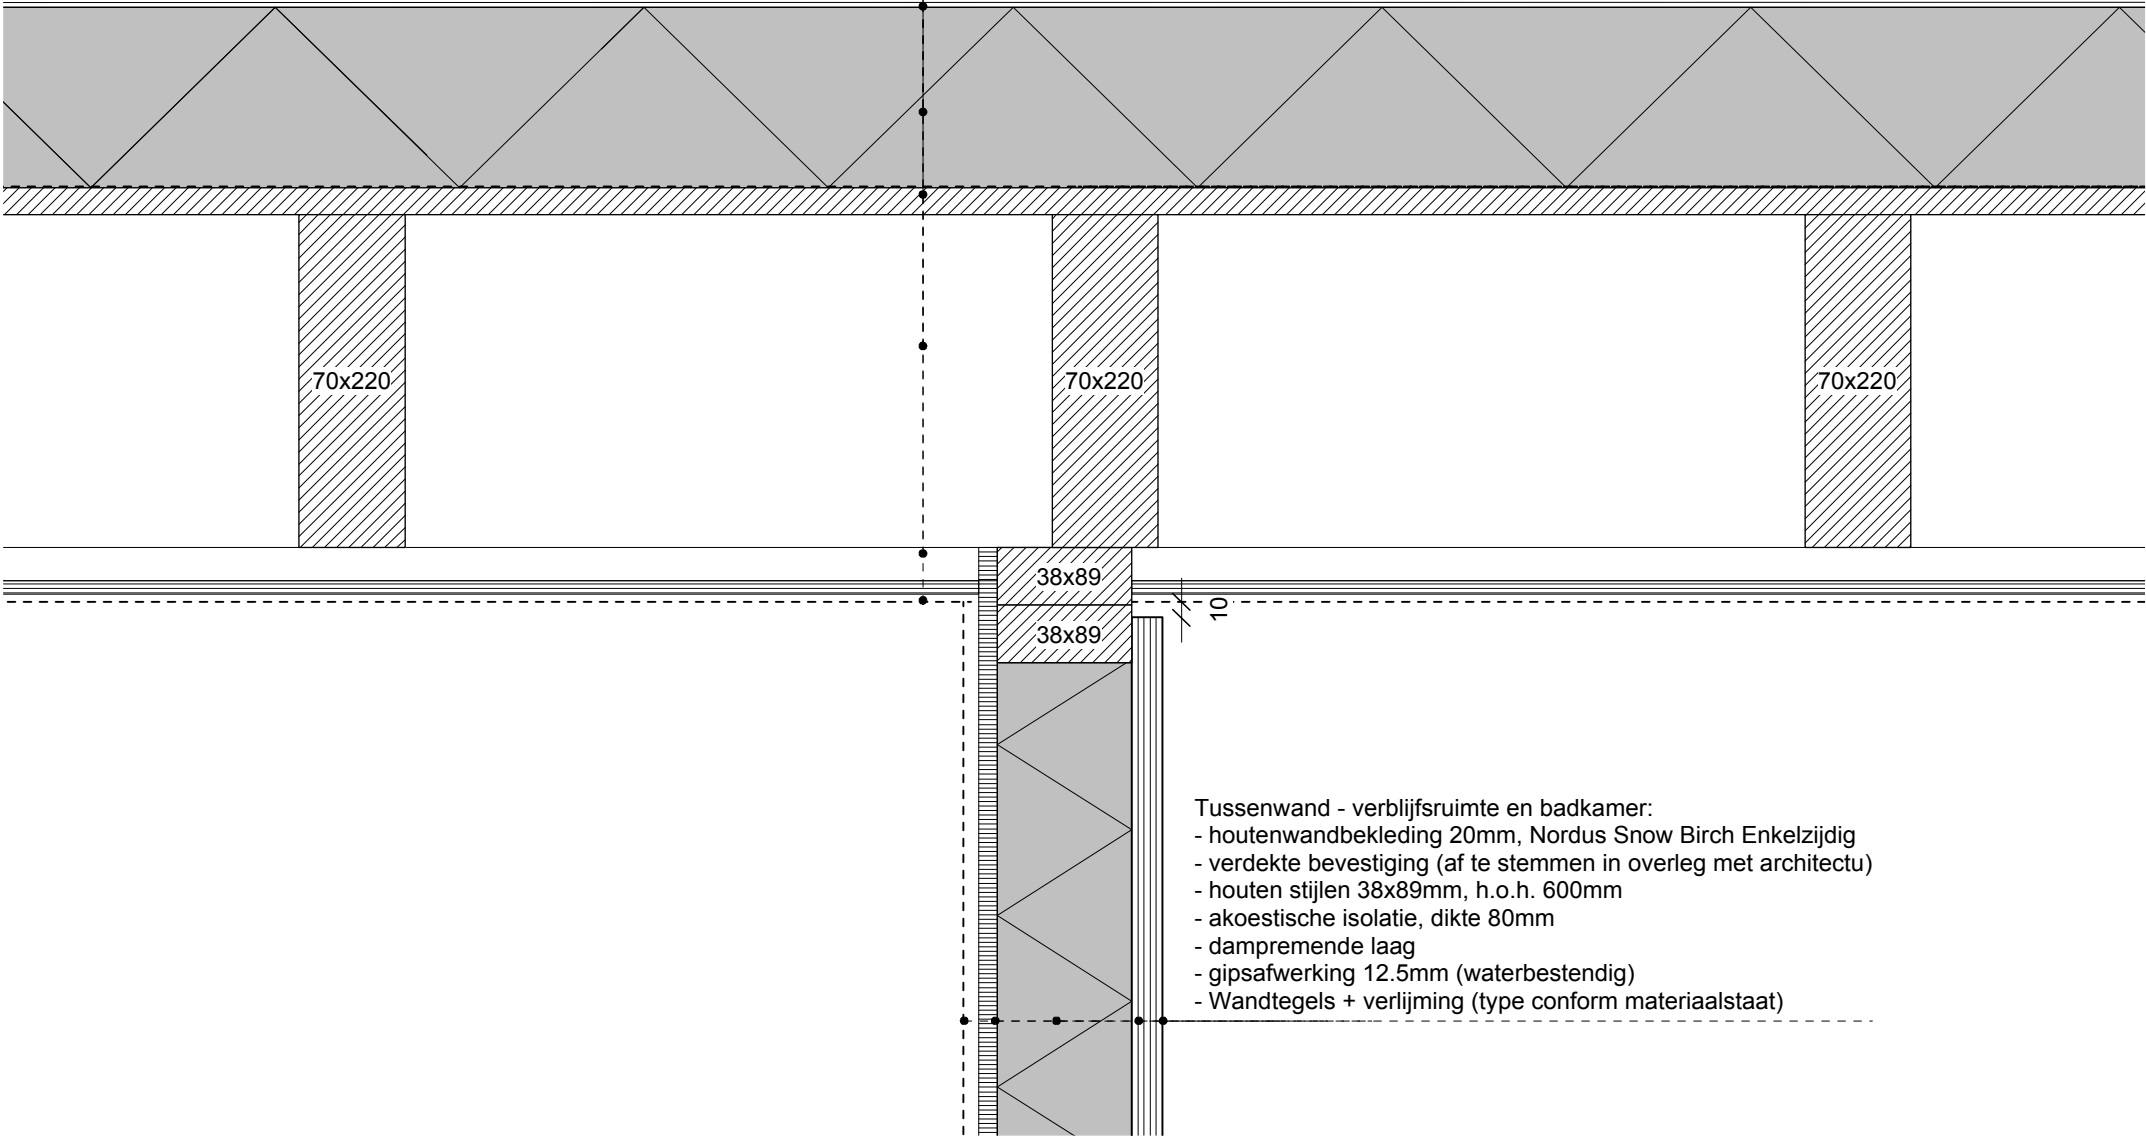 70x220
70x220
70x220
38x89
10
38x89
Tussenwand - verblijfsruimte en badkamer:
- houtenwandbekleding 20mm, Nordus Snow Birch Enkelzijdig
- verdekte bevestiging (af te stemmen in overleg met architectu)
- houten stijlen 38x89mm, h.o.h. 600mm
- akoestische isolatie, dikte 80mm
- dampremende laag
- gipsafwerking 12.5mm (waterbestendig)
- Wandtegels + verlijming (type conform materiaalstaat)